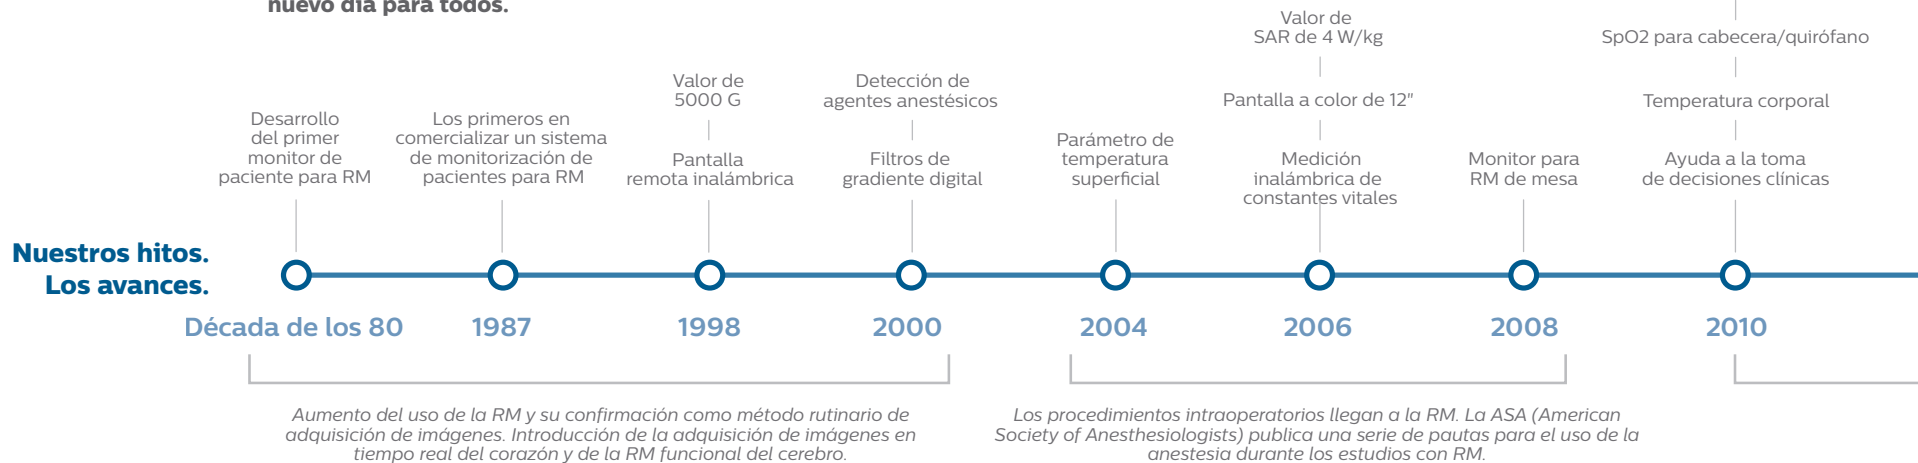 nuevo día para todos.
Desarrollo
del primer
monitor de
paciente para RM
Los primeros en
comercializar un sistema
de monitorización de
pacientes para RM
Valor de
5000 G
Pantalla
remota inalámbrica
Detección de
agentes anestésicos
Filtros de
gradiente digital
Parámetro de
temperatura
superficial
Valor de
SAR de 4 W/kg
Pantalla a color de 12"
Medición
inalámbrica de
constantes vitales
Monitor para
RM de mesa
SpO2 para cabecera/quirófano
Temperatura corporal
Ayuda a la toma
de decisiones clínicas
Nuestros hitos.
Los avances.
Década de los 80
1987
1998
2000
2004
2006
2008
2010
Aumento del uso de la RM y su confirmación como método rutinario de
adquisición de imágenes. Introducción de la adquisición de imágenes en
tiempo real del corazón y de la RM funcional del cerebro.
Los procedimientos intraoperatorios llegan a la RM. La ASA (American
Society of Anesthesiologists) publica una serie de pautas para el uso de la
anestesia durante los estudios con RM.